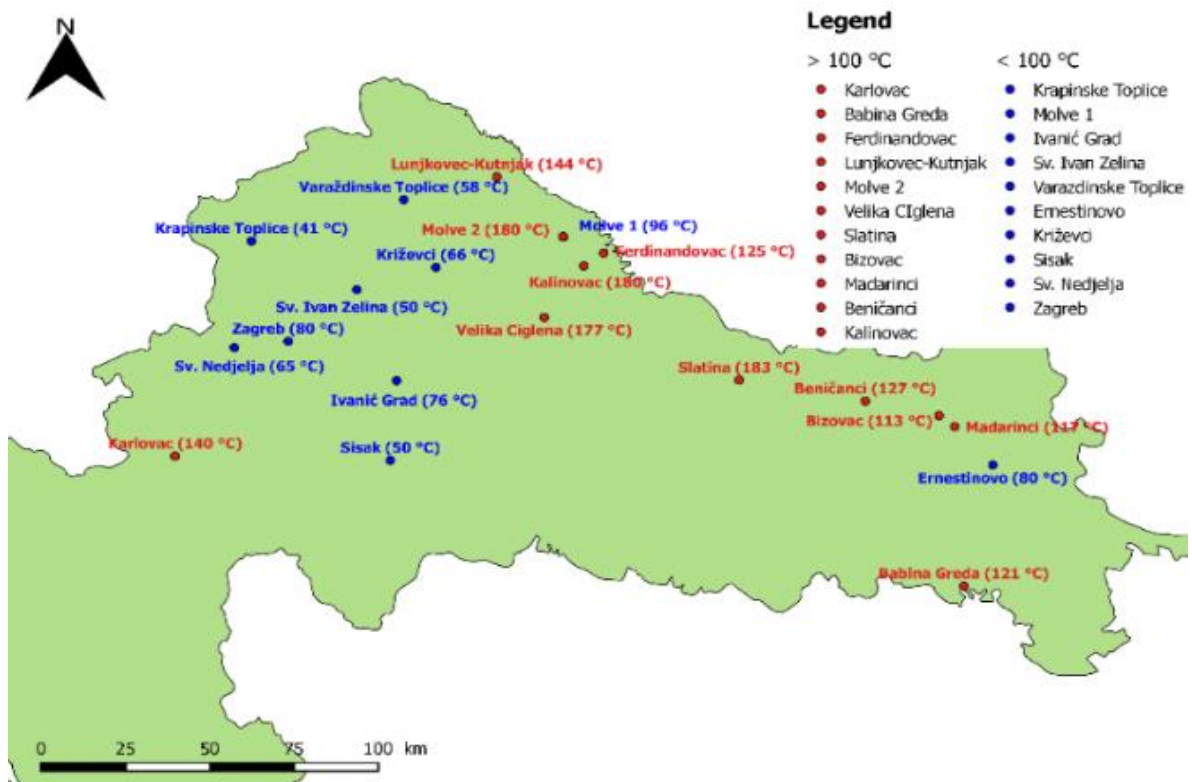 N
Legend
> 100 °C
Karlovac
Babina Greda
Ferdinandovac
Lunjkovec-Kutnjak
Molve 2
Velika CIglena
Slatina
Bizovac
Madarinci
Beničanci
Kalinovac
< 100 °C
Krapinske Toplice
Molve 1
Ivanić Grad
Sv. Ivan Zelina
Varazdinske Toplice
Ernestinovo
Križevci
Sisak
Sv. Nedjelja
Zagreb
Lunjkovec-Kutnjak (144 °C)
Varaždinske Toplice (58 °C)
Krapinske Toplice (41 °C)
Molve 2 (180 °C)
Molve 1 (96 °C)
Ferdinandovac (125 °C)
Križevci (66 °C)
Kalinovac (180 °C)
Sv. Ivan Zelina (50 °C)
Zagreb (80 °C)
Velika Ciglena (177 °C)
Sv. Nedjelja (65 °C)
Slatina (183 °C)
Ivanić Grad (76 °C)
Beničanci (127 °C)
Bizovac (113 °C)
Madarinci (117 °C)
Karlovac (140 °C)
Sisak (50 °C)
Ernestinovo (80 °C)
Babina Greda (121 °C)
0 25 50 75 100 km